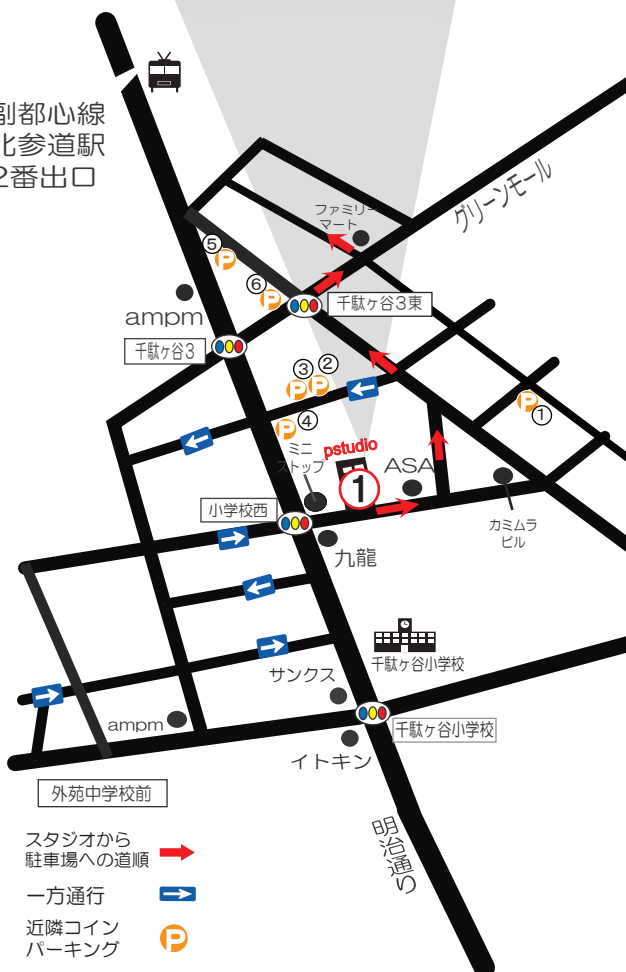 副都心線
北参道駅
2番出口
グリーンモール
ファミリー
マート
⑤
P
⑥
P
千駄ヶ谷3東
ampm
千駄ヶ谷3
③
②
P
P
①
P
④
P
ミニ
ストップ
pstudio
1
ASA
小学校西
カミムラ
ビル
九龍
千駄ヶ谷小学校
サンクス
ampm
千駄ヶ谷小学校
イトキン
外苑中学校前
明治通り
スタジオから
駐車場への道順
一方通行
近隣コイン
パーキング
P